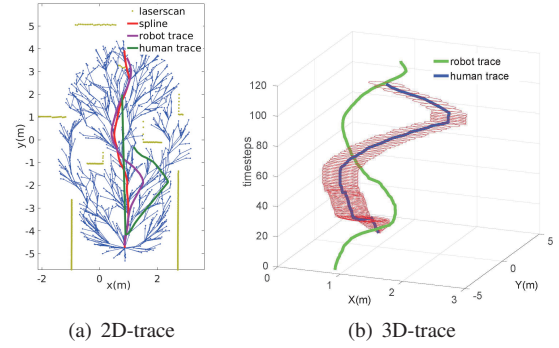 laserscan
spline
robot trace
human trace
4
3
2
1
0
-1
-2
-3
-4
-5
y(m)
-2
0
2
x(m)
(a) 2D-trace
robot trace
human trace
120
100
80
60
40
20
0
timesteps
0
1
2
3
X(m)
-5
0
5
Y(m)
(b) 3D-trace